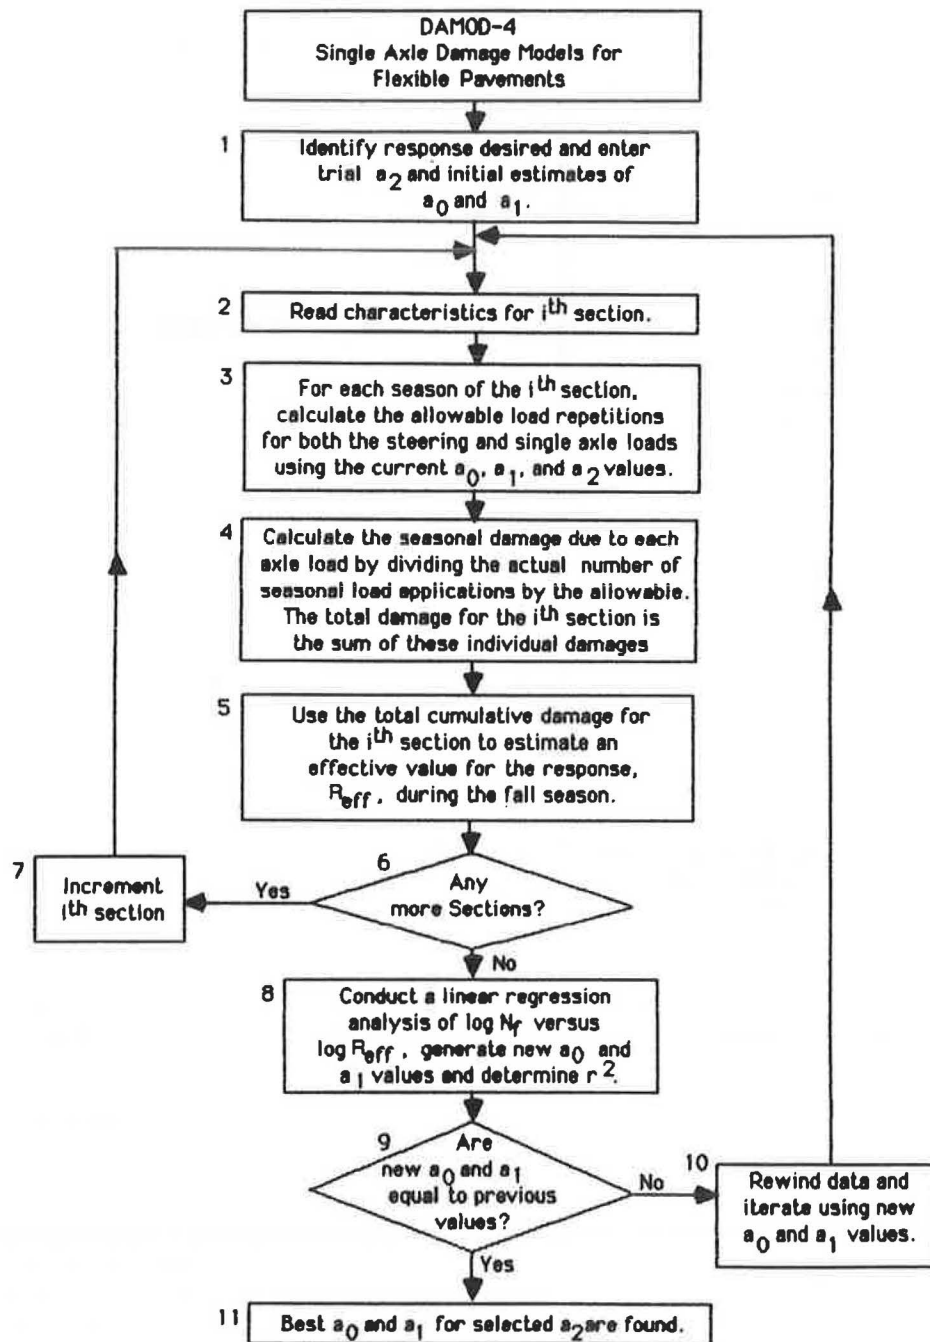 DAMOD-4
Single Axle Damage Models for
Flexible Pavements
1
Identify response desired and enter
trial a2 and initial estimates of
a0 and a1.
2
Read characteristics for ith section.
3
For each season of the ith section,
calculate the allowable load repetitions
for both the steering and single axle loads
using the current a0, a1, and a2 values.
4
Calculate the seasonal damage due to each
axle load by dividing the actual number of
seasonal load applications by the allowable.
The total damage for the ith section is
the sum of these individual damages
5
Use the total cumulative damage for
the ith section to estimate an
effective value for the response,
Reff, during the fall season.
6
Any
more Sections?
Yes
7
Increment
ith section
No
8
Conduct a linear regression
analysis of log Nf versus
log Reff, generate new a0 and
a1 values and determine r2.
9
Are
new a0 and a1
equal to previous
values?
No
10
Rewind data and
iterate using new
a0 and a1 values.
Yes
11
Best a0 and a1 for selected a2 are found.